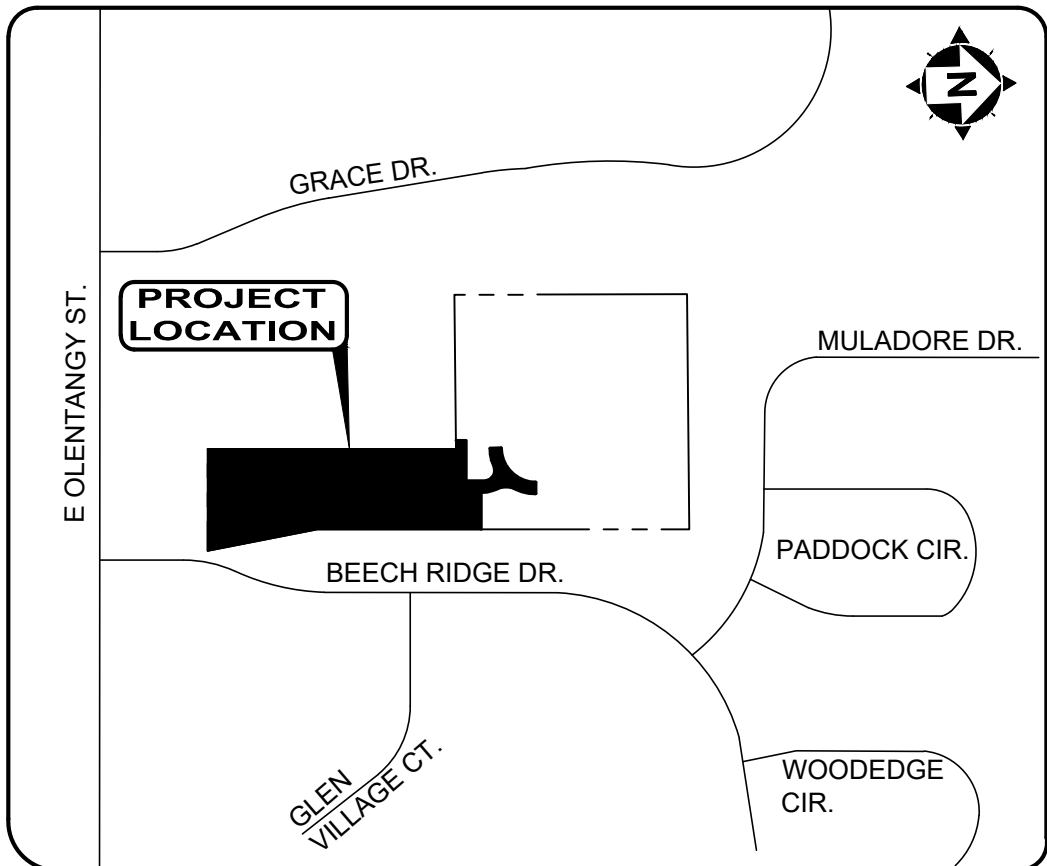 N
GRACE DR.
E OLENTANGY ST.
PROJECT
LOCATION
MULADORE DR.
PADDOCK CIR.
BEECH RIDGE DR.
GLEN
VILLAGE CT.
WOODEDGE
CIR.